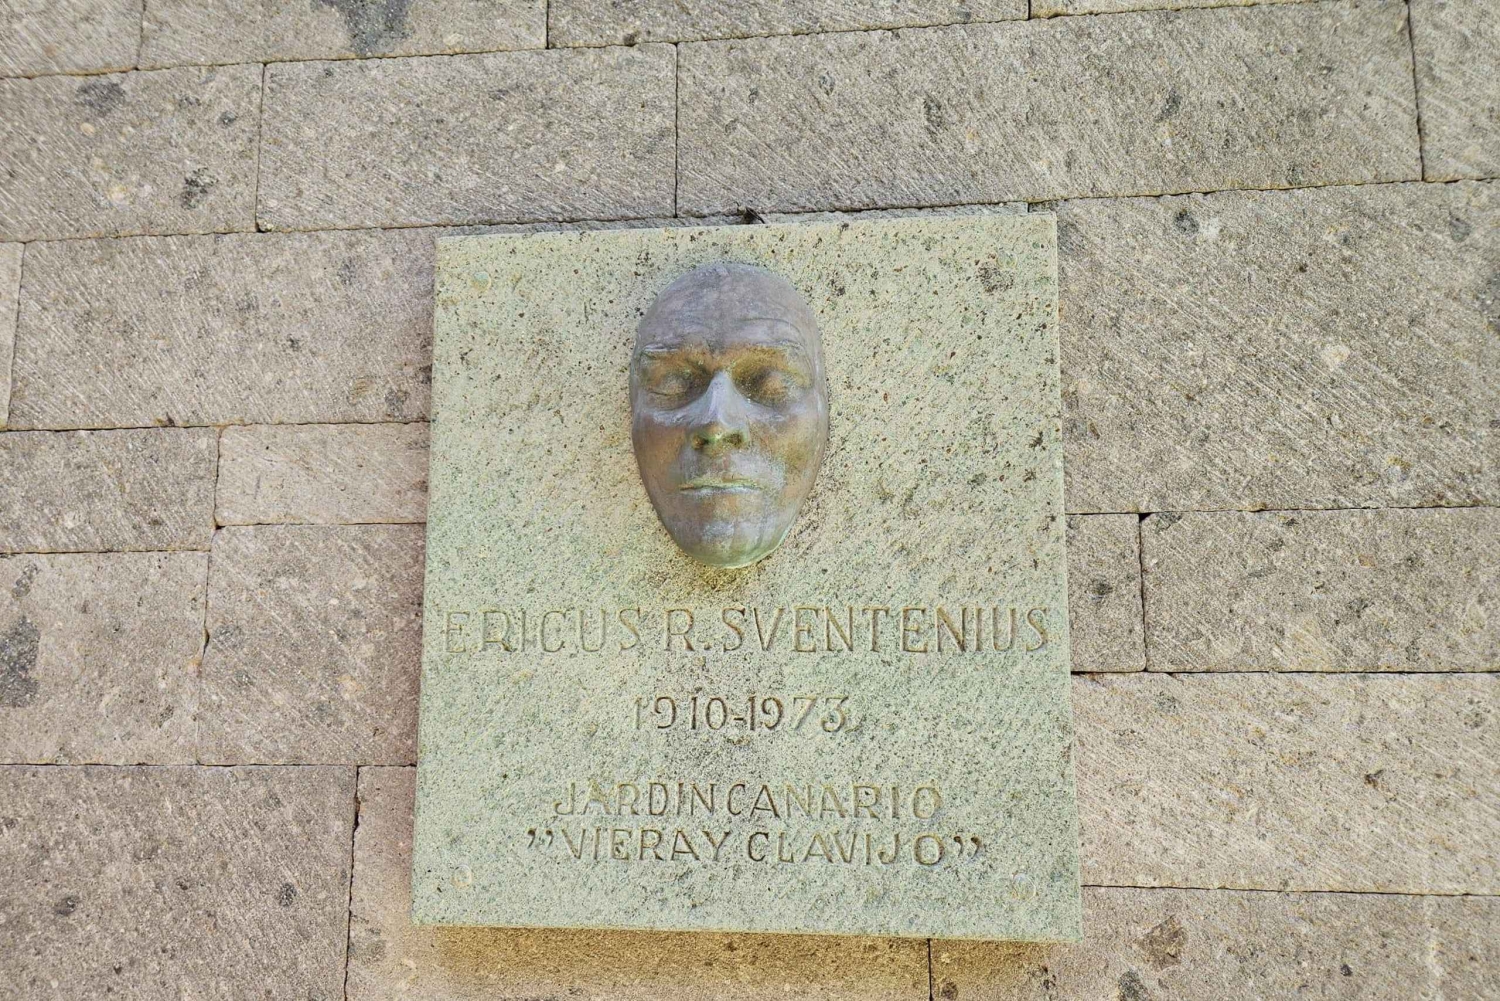 ERICUS R. SVENTENIUS
1910-1973
JARDIN CANARIO
"VIERA Y CLAVIJO"